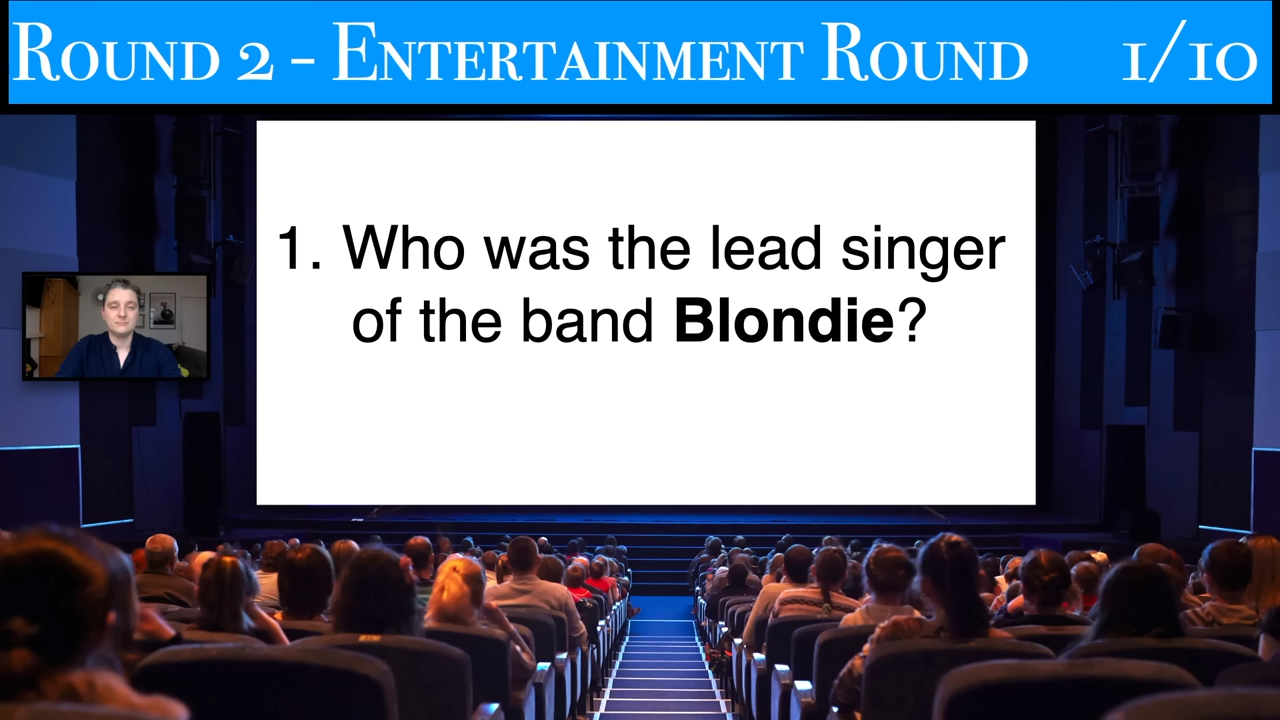 Round 2 - Entertainment Round 1/10
1. Who was the lead singer
of the band Blondie?